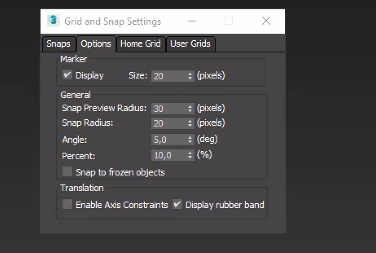 3 Grid and Snap Settings
Snaps Options Home Grid User Grids
Marker
Display Size: 20 (pixels)
General
Snap Preview Radius: 30 (pixels)
Snap Radius: 20 (pixels)
Angle: 5,0 (deg)
Percent: 10,0 (%)
Snap to frozen objects
Translation
Enable Axis Constraints Display rubber band